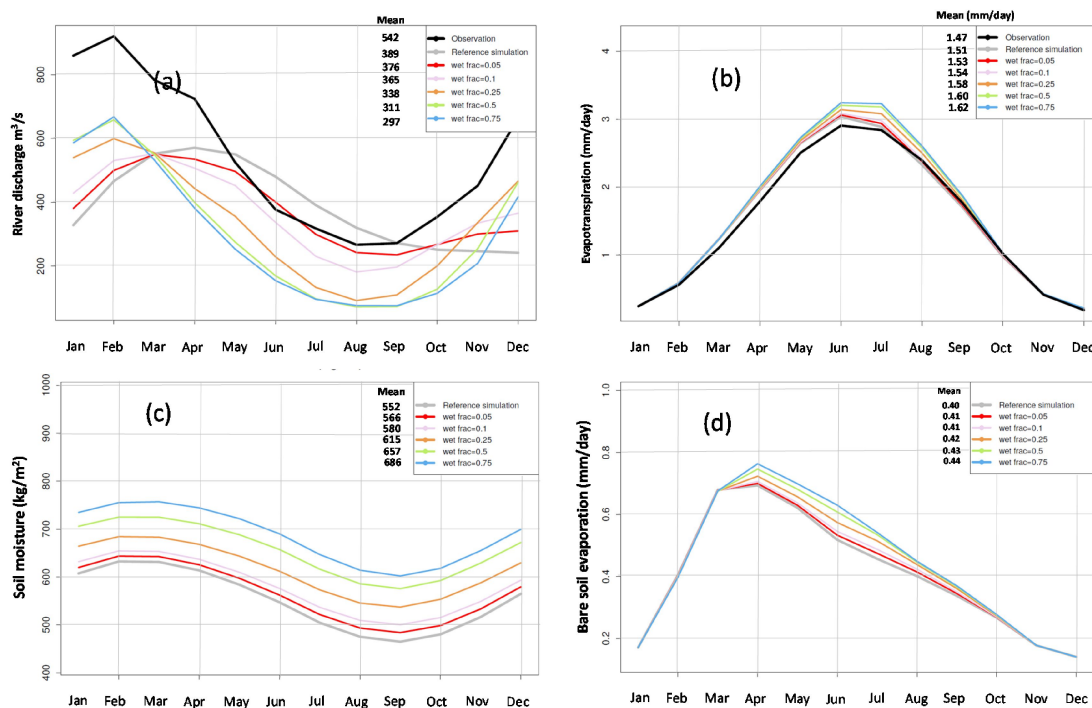 Mean
542
389
376
365
338
311
297
Observation
Reference simulation
wet frac=0.05
wet frac=0.1
wet frac=0.25
wet frac=0.5
wet frac=0.75
(a)
River discharge m³/s
800
600
400
200
Jan Feb Mar Apr May Jun Jul Aug Sep Oct Nov Dec
Mean (mm/day)
1.47
1.51
1.53
1.54
1.58
1.60
1.62
Observation
Reference simulation
wet frac=0.05
wet frac=0.1
wet frac=0.25
wet frac=0.5
wet frac=0.75
(b)
Evapotranspiration (mm/day)
4
3
2
1
Jan Feb Mar Apr May Jun Jul Aug Sep Oct Nov Dec
Mean
552
566
580
615
657
686
Reference simulation
wet frac=0.05
wet frac=0.1
wet frac=0.25
wet frac=0.5
wet frac=0.75
(c)
Soil moisture (kg/m²)
1000
900
800
700
600
500
400
Jan Feb Mar Apr May Jun Jul Aug Sep Oct Nov Dec
Mean
0.40
0.41
0.41
0.42
0.43
0.44
Reference simulation
wet frac=0.05
wet frac=0.1
wet frac=0.25
wet frac=0.5
wet frac=0.75
(d)
Bare soil evaporation (mm/day)
1.0
0.8
0.6
0.4
0.2
Jan Feb Mar Apr May Jun Jul Aug Sep Oct Nov Dec